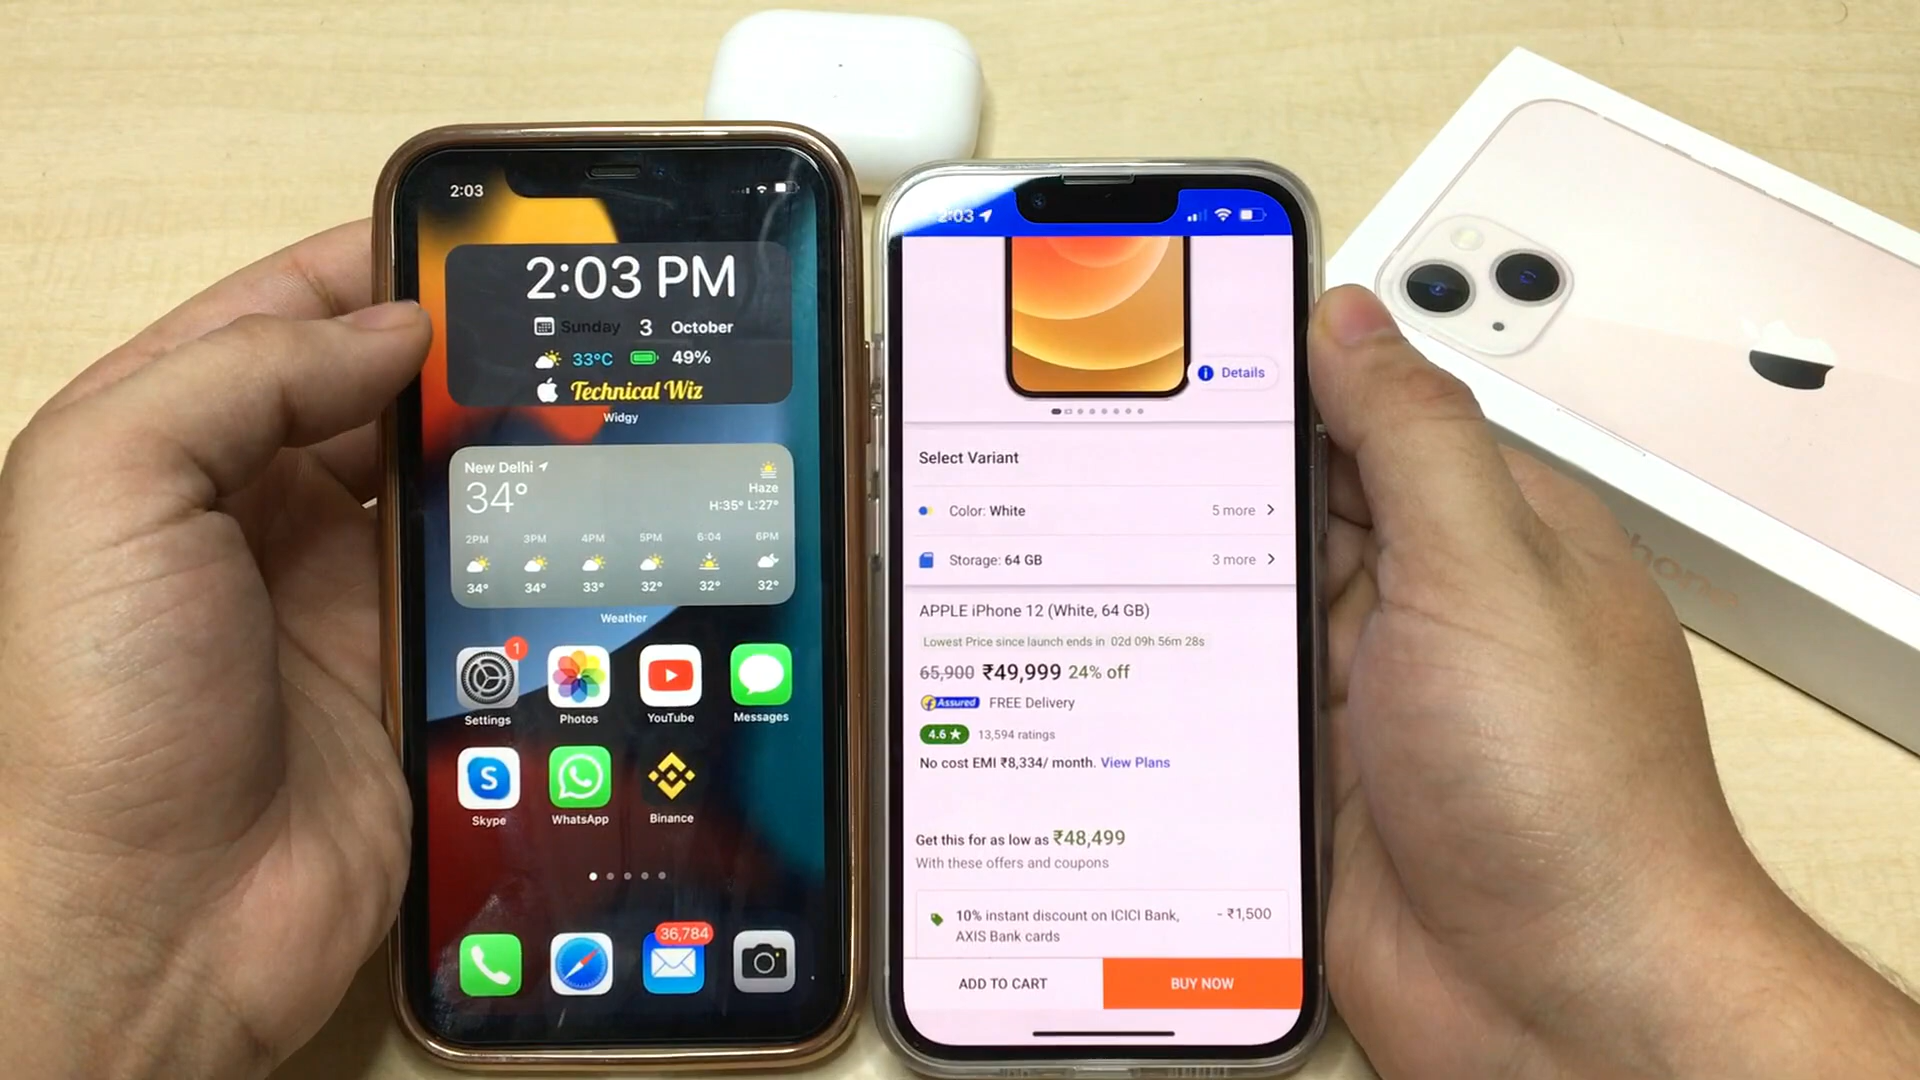 2:03
2:03 PM
Sunday 3 October
33°C 49%
Technical Wiz
Widgy
New Delhi
34°
Haze
H:35° L:27°
2PM 3PM 4PM 5PM 6:04 6PM
34° 34° 33° 32° 32° 32°
Weather
1
Settings Photos YouTube Messages
S
Skype WhatsApp Binance
36,784
2:03
i Details
Select Variant
Color: White 5 more
Storage: 64 GB 3 more
APPLE iPhone 12 (White, 64 GB)
Lowest Price since launch ends in 02d 09h 56m 28s
65,900 ₹49,999 24% off
f Assured FREE Delivery
4.6 ★ 13,594 ratings
No cost EMI ₹8,334/ month. View Plans
Get this for as low as ₹48,499
With these offers and coupons
10% instant discount on ICICI Bank, - ₹1,500
AXIS Bank cards
ADD TO CART BUY NOW